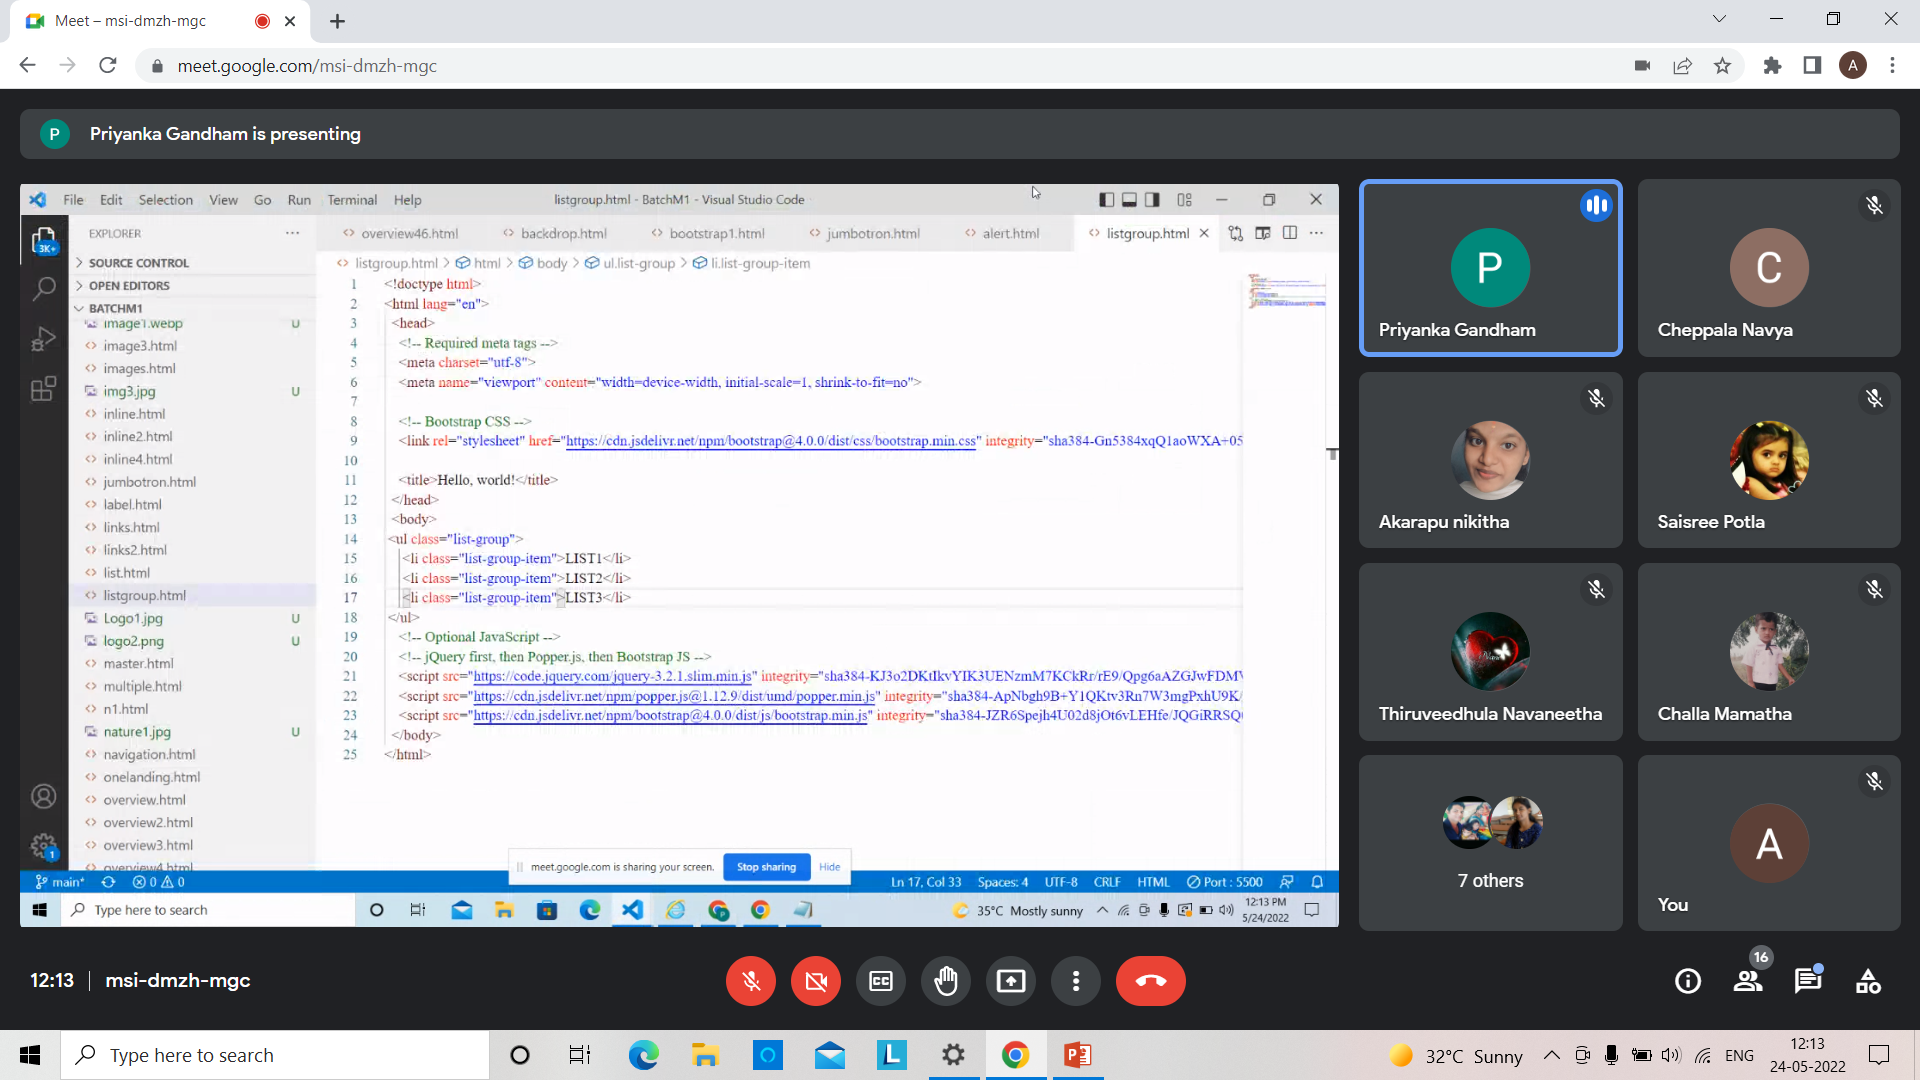 Meet – msi-dmzh-mgc
meet.google.com/msi-dmzh-mgc
A
P
Priyanka Gandham is presenting
File Edit Selection View Go Run Terminal Help
listgroup.html - BatchM1 - Visual Studio Code
3K+
EXPLORER
SOURCE CONTROL
OPEN EDITORS
BATCHM1
image1.webp U
image3.html
images.html
img3.jpg U
inline.html
inline2.html
inline4.html
jumbotron.html
label.html
links.html
links2.html
list.html
listgroup.html
Logo1.jpg U
logo2.png U
master.html
multiple.html
n1.html
nature1.jpg U
navigation.html
onelanding.html
overview.html
overview2.html
overview3.html
overview4.html
1
overview46.html backdrop.html bootstrap1.html jumbotron.html alert.html listgroup.html
listgroup.html > html > body > ul.list-group > li.list-group-item
1 <!doctype html>
2 <html lang="en">
3 <head>
4 <!-- Required meta tags -->
5 <meta charset="utf-8">
6 <meta name="viewport" content="width=device-width, initial-scale=1, shrink-to-fit=no">
7
8 <!-- Bootstrap CSS -->
9 <link rel="stylesheet" href="https://cdn.jsdelivr.net/npm/bootstrap@4.0.0/dist/css/bootstrap.min.css" integrity="sha384-Gn5384xqQ1aoWXA+05
10
11 <title>Hello, world!</title>
12 </head>
13 <body>
14 <ul class="list-group">
15 <li class="list-group-item">LIST1</li>
16 <li class="list-group-item">LIST2</li>
17 <li class="list-group-item">LIST3</li>
18 </ul>
19 <!-- Optional JavaScript -->
20 <!-- jQuery first, then Popper.js, then Bootstrap JS -->
21 <script src="https://code.jquery.com/jquery-3.2.1.slim.min.js" integrity="sha384-KJ3o2DKtIkvYIK3UENzmM7KCkRr/rE9/Qpg6aAZGJwFDMV
22 <script src="https://cdn.jsdelivr.net/npm/popper.js@1.12.9/dist/umd/popper.min.js" integrity="sha384-ApNbgh9B+Y1QKtv3Rn7W3mgPxhU9K/
23 <script src="https://cdn.jsdelivr.net/npm/bootstrap@4.0.0/dist/js/bootstrap.min.js" integrity="sha384-JZR6Spejh4U02d8jOt6vLEHfe/JQGiRRSQ
24 </body>
25 </html>
meet.google.com is sharing your screen. Stop sharing Hide
main* 0 0 Ln 17, Col 33 Spaces: 4 UTF-8 CRLF HTML Port : 5500
Type here to search
35°C Mostly sunny
12:13 PM
5/24/2022
P
Priyanka Gandham
C
Cheppala Navya
Akarapu nikitha
Saisree Potla
Thiruveedhula Navaneetha
Challa Mamatha
7 others
A
You
12:13 | msi-dmzh-mgc
CC
16
Type here to search
L
32°C Sunny
ENG
12:13
24-05-2022